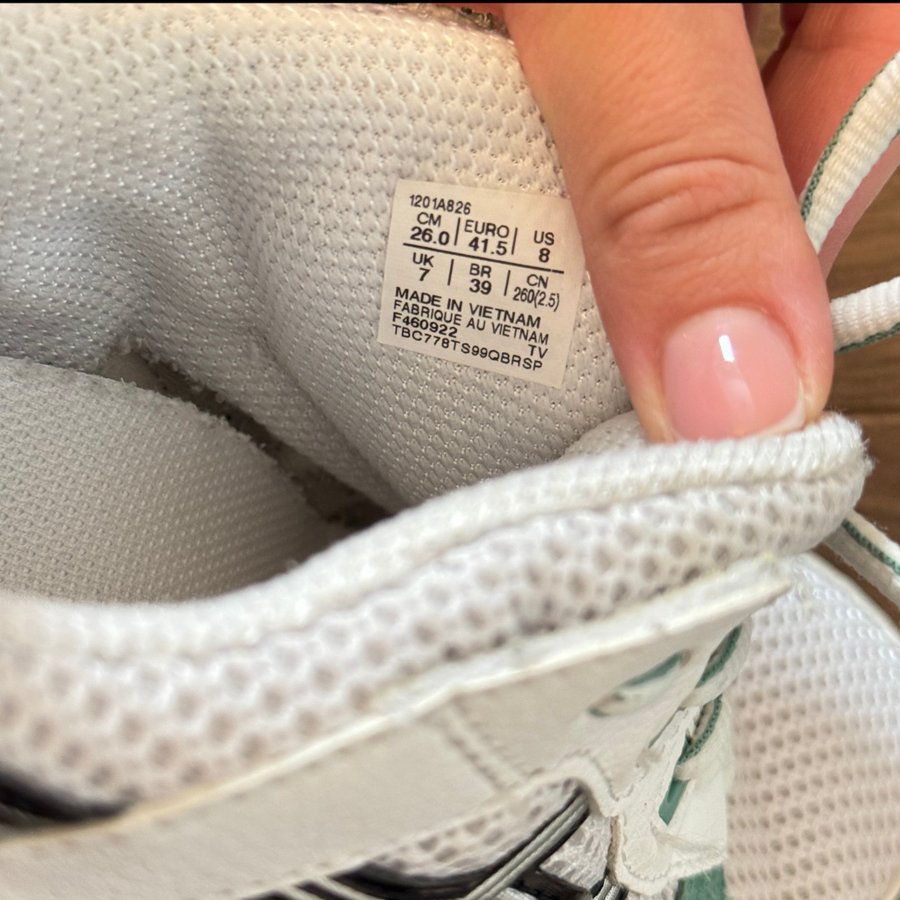 1201A826
CM EURO US
26.0 41.5 8
UK BR CN
7 39 260(2.5)
MADE IN VIETNAM
FABRIQUE AU VIETNAM
F460922 TV
TBC778TS99QBRSP